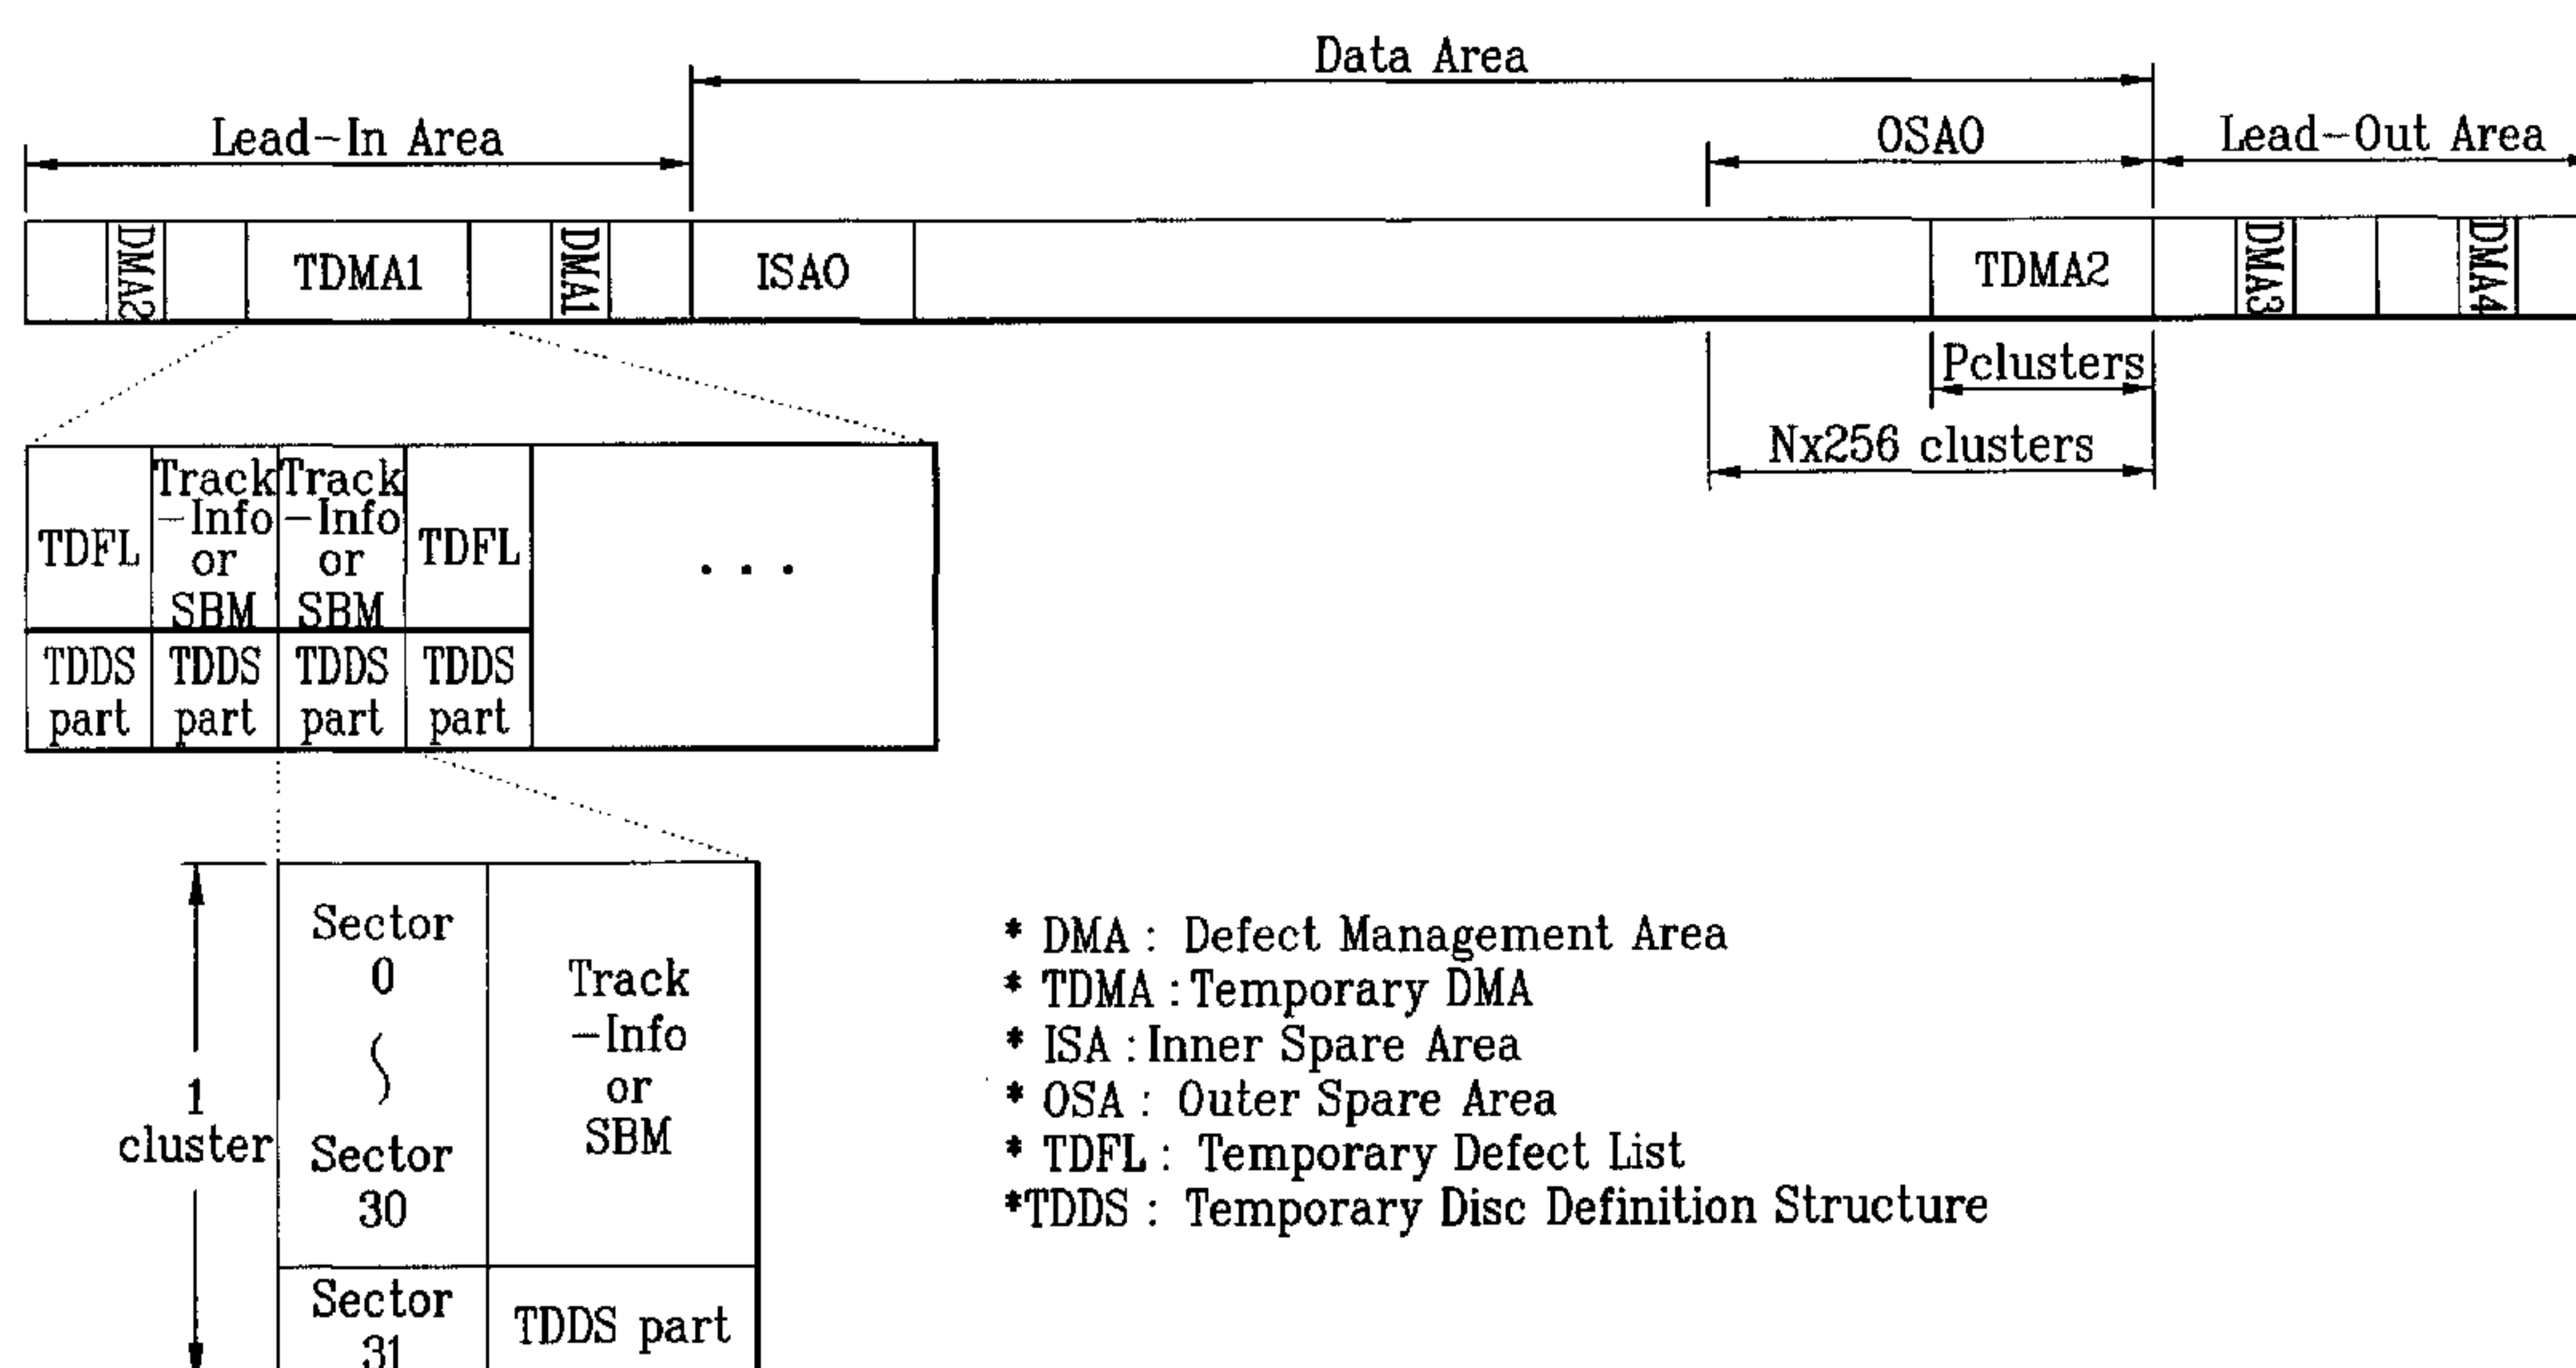 Data Area
Lead-In Area
OSA0
Lead-Out Area
DMA2
TDMA1
DMA1
ISA0
TDMA2
DMA3
DMA4
Pclusters
Nx256 clusters
TDFL
Track
-Info
or
SBM
Track
-Info
or
SBM
TDFL
. . .
TDDS
part
TDDS
part
TDDS
part
TDDS
part
1
cluster
Sector
0
Sector
30
Track
-Info
or
SBM
Sector
31
TDDS part
* DMA : Defect Management Area
* TDMA : Temporary DMA
* ISA : Inner Spare Area
* OSA : Outer Spare Area
* TDFL : Temporary Defect List
*TDDS : Temporary Disc Definition Structure